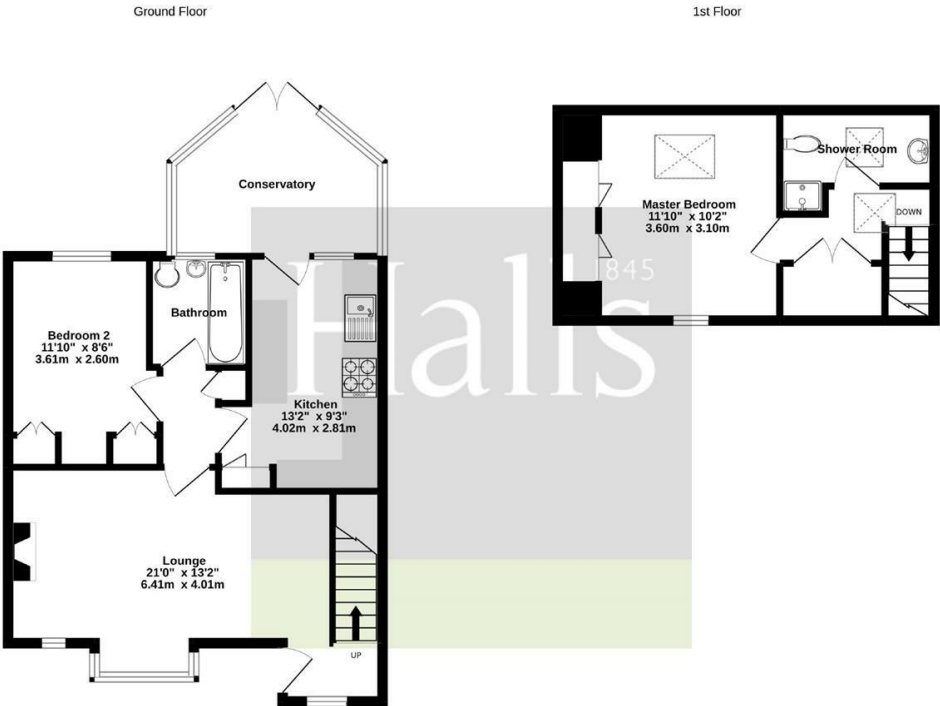 Ground Floor
1st Floor
Conservatory
Shower Room
Master Bedroom
11'10" x 10'2"
3.60m x 3.10m
DOWN
Halls
1845
Bathroom
Bedroom 2
11'10" x 8'6"
3.61m x 2.60m
Kitchen
13'2" x 9'3"
4.02m x 2.81m
Lounge
21'0" x 13'2"
6.41m x 4.01m
UP